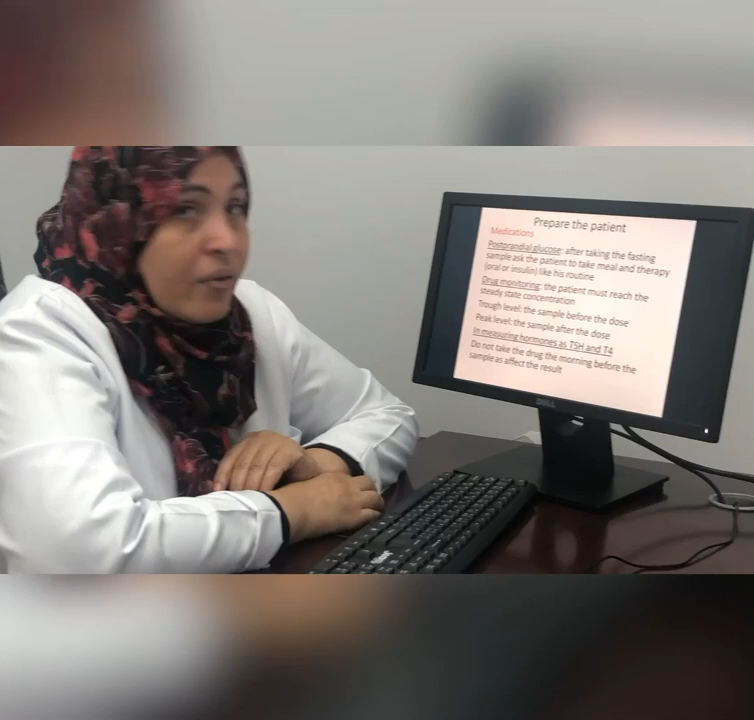 Prepare the patient
Medications
Postprandial glucose: after taking the fasting
sample ask the patient to take meal and therapy
(oral or insulin) like his routine
Drug monitoring: the patient must reach the
steady state concentration
Trough level: the sample before the dose
Peak level: the sample after the dose
In measuring hormones as TSH and T4
Do not take the drug the morning before the
sample as affect the result
DELL